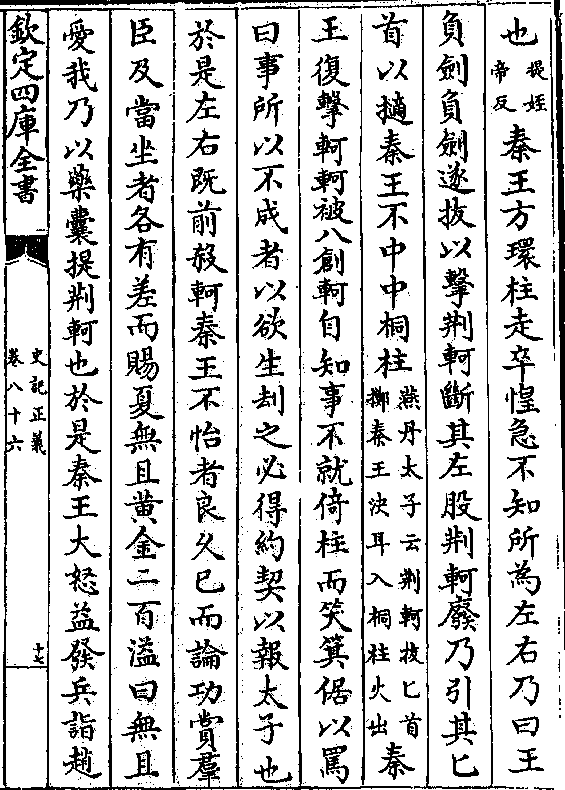 也提姪帝反秦王方環柱走卒惶急不知所為左右乃曰王
負劍負劍遂拔以擊荆軻斷其左股荆軻廢乃引其匕
首以擿秦王不中中桐柱燕丹太子云荆軻拔匕首擲秦王決耳入桐柱火出秦
王復擊軻軻被八創軻自知事不就倚柱而笑箕倨以罵
曰事所以不成者以欲生刧之必得約契以報太子也
於是左右既前殺軻秦王不怡者良久已而論功賞羣
臣及當坐者各有差而賜夏無且黄金二百溢曰無且
愛我乃以藥囊提荆軻也於是秦王大怒益發兵詣趙
欽定四庫全書
史記正義
卷八十六
十七